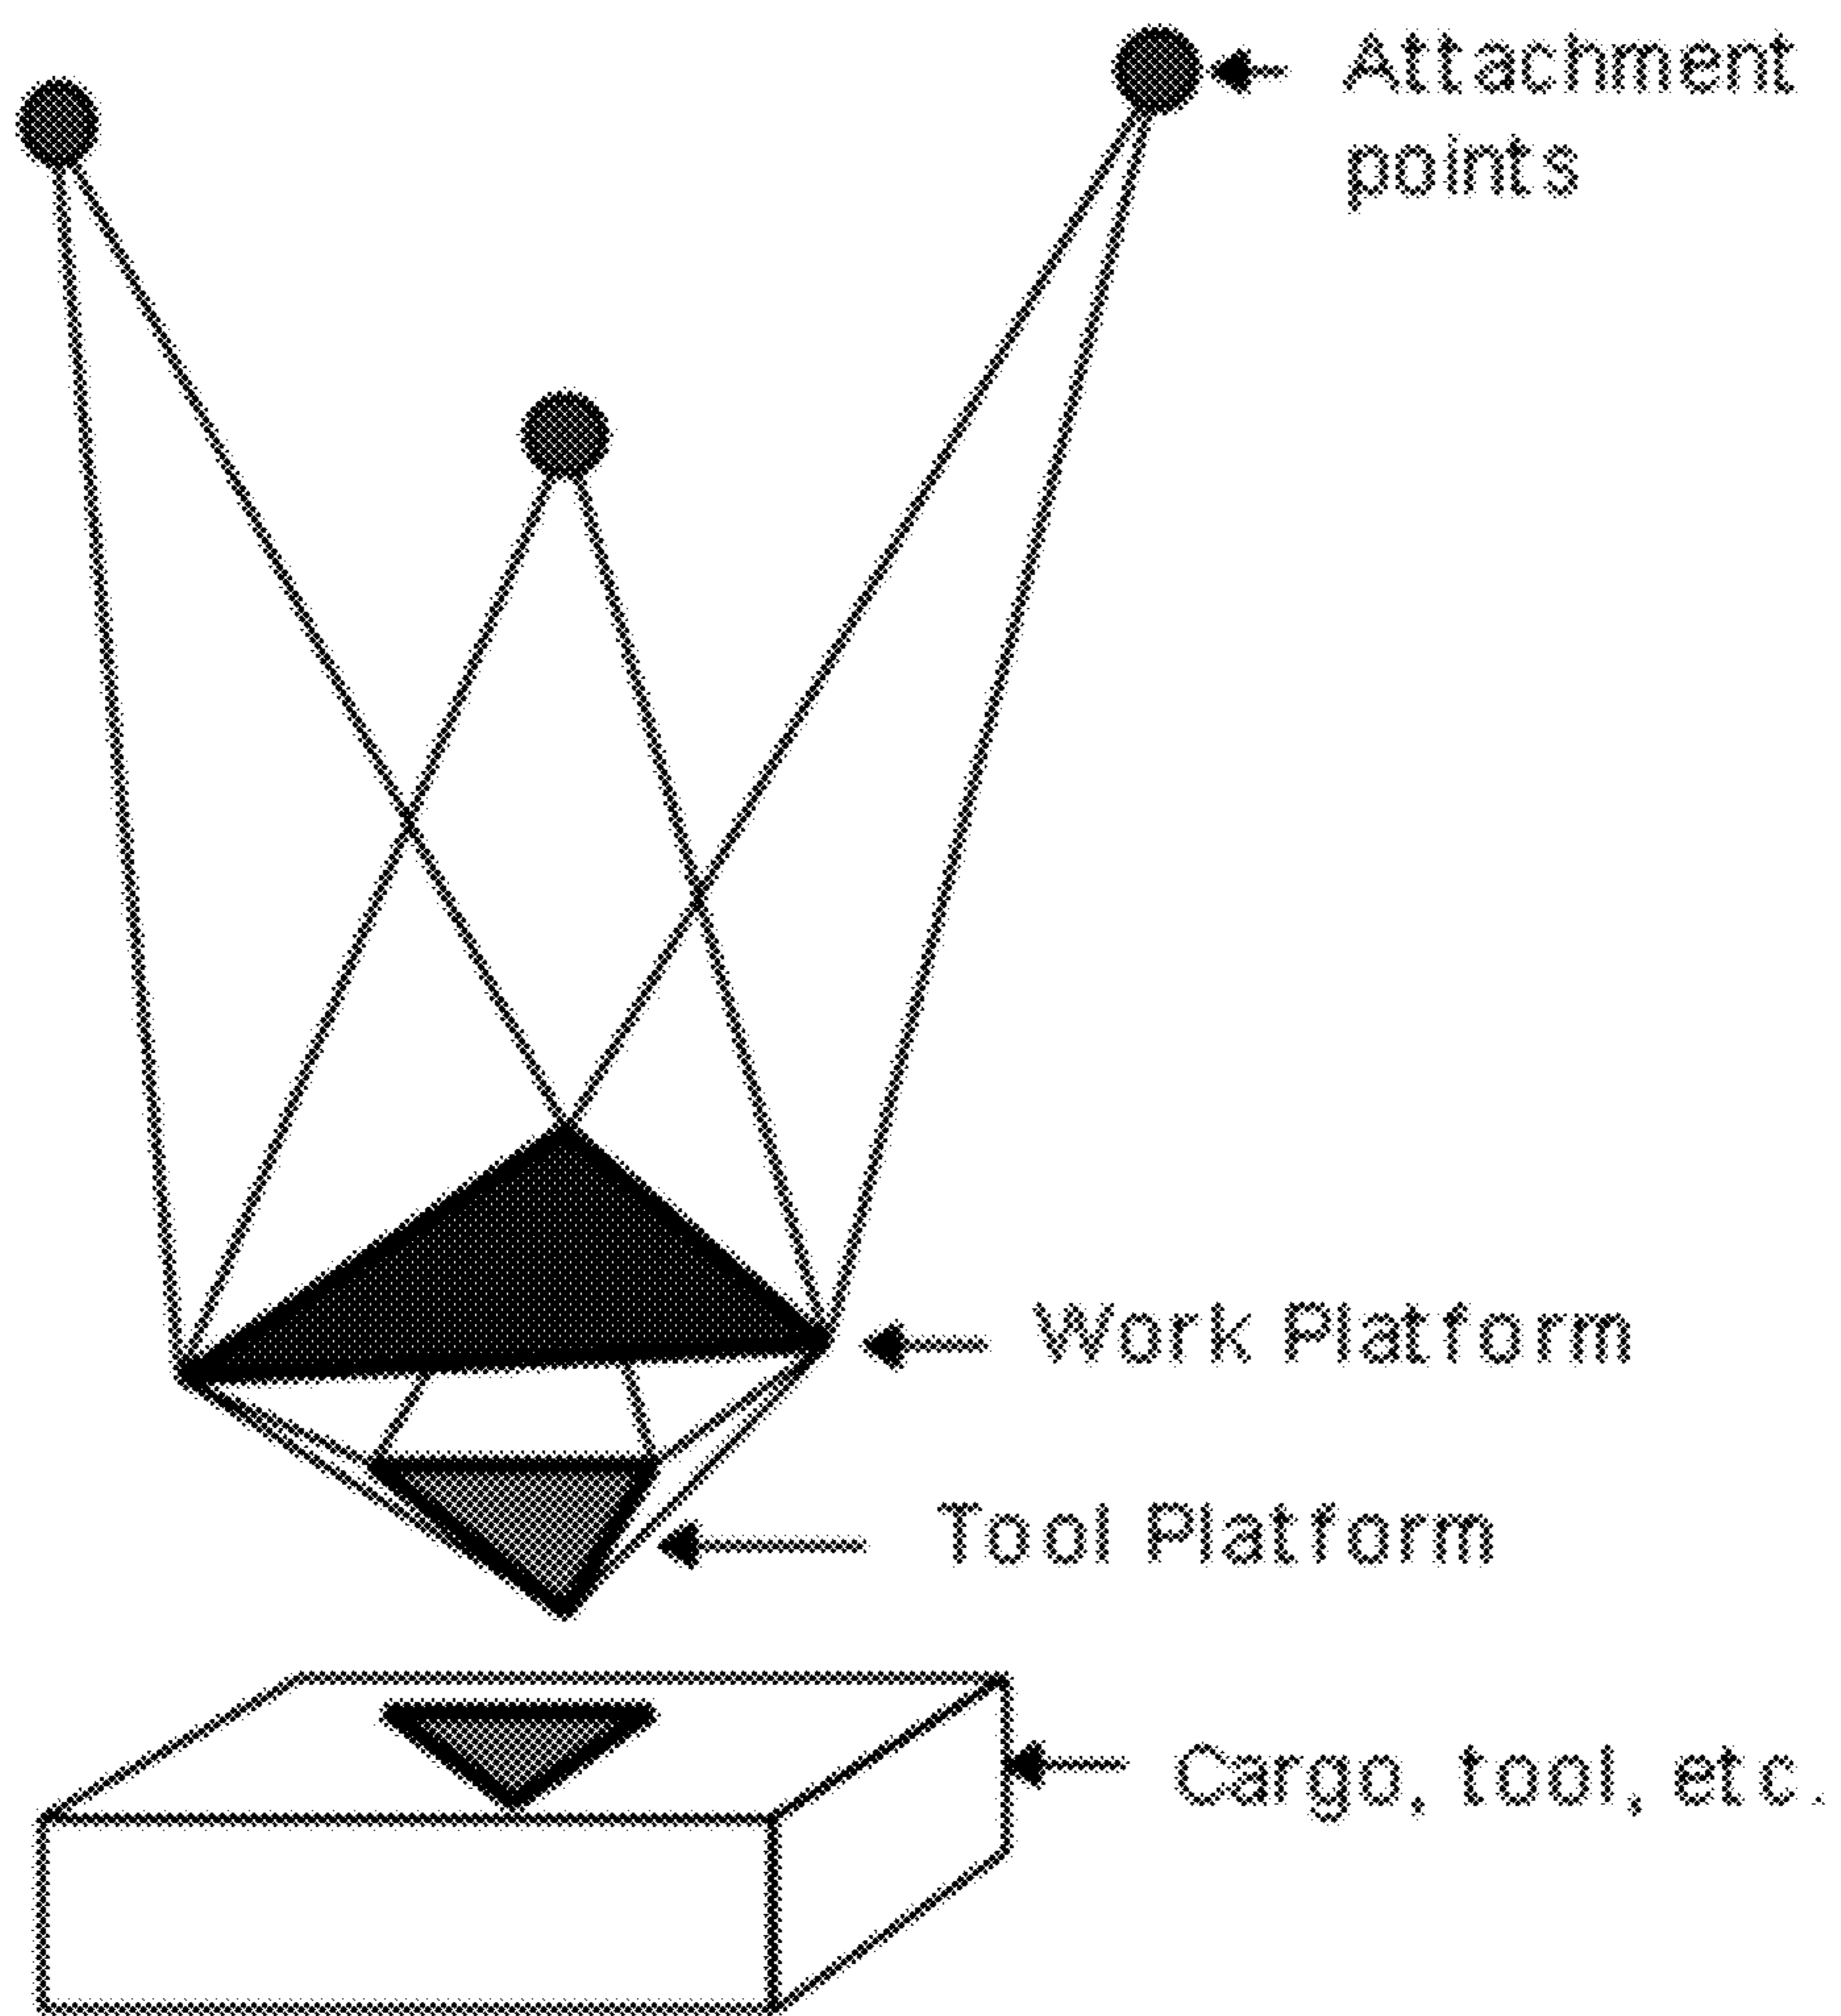 Attachment
points
Work Platform
Tool Platform
Cargo, tool, etc.